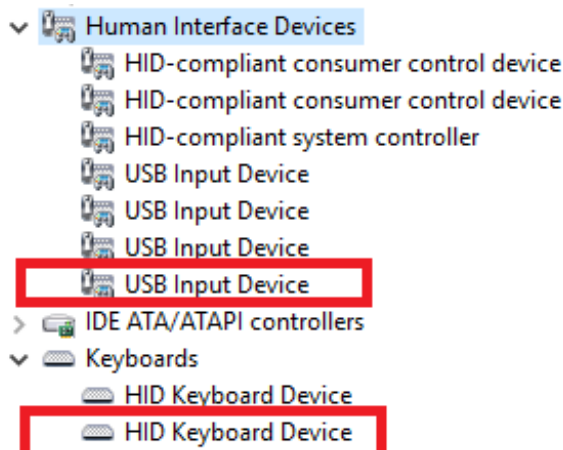 Human Interface Devices
HID-compliant consumer control device
HID-compliant consumer control device
HID-compliant system controller
USB Input Device
USB Input Device
USB Input Device
USB Input Device
IDE ATA/ATAPI controllers
Keyboards
HID Keyboard Device
HID Keyboard Device